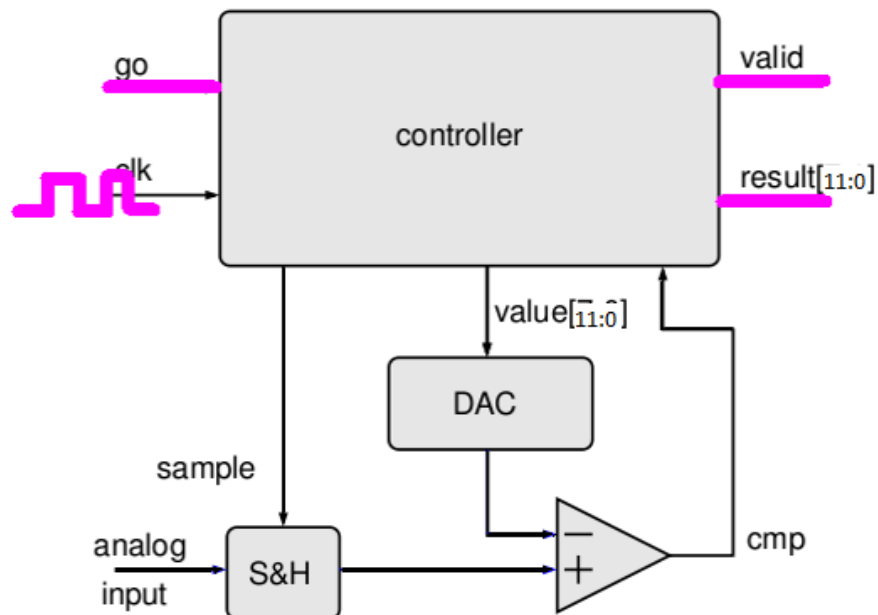 go
valid
controller
clk
result[11:0]
value[11:0]
DAC
sample
analog
input
S&H
−
+
cmp